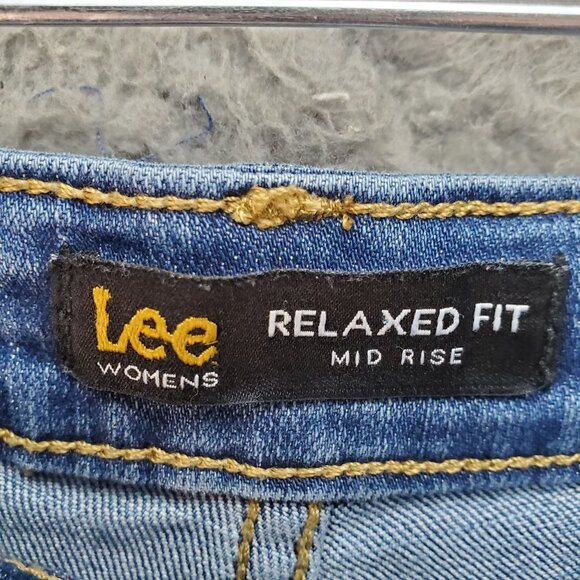 Lee
WOMENS
RELAXED FIT
MID RISE